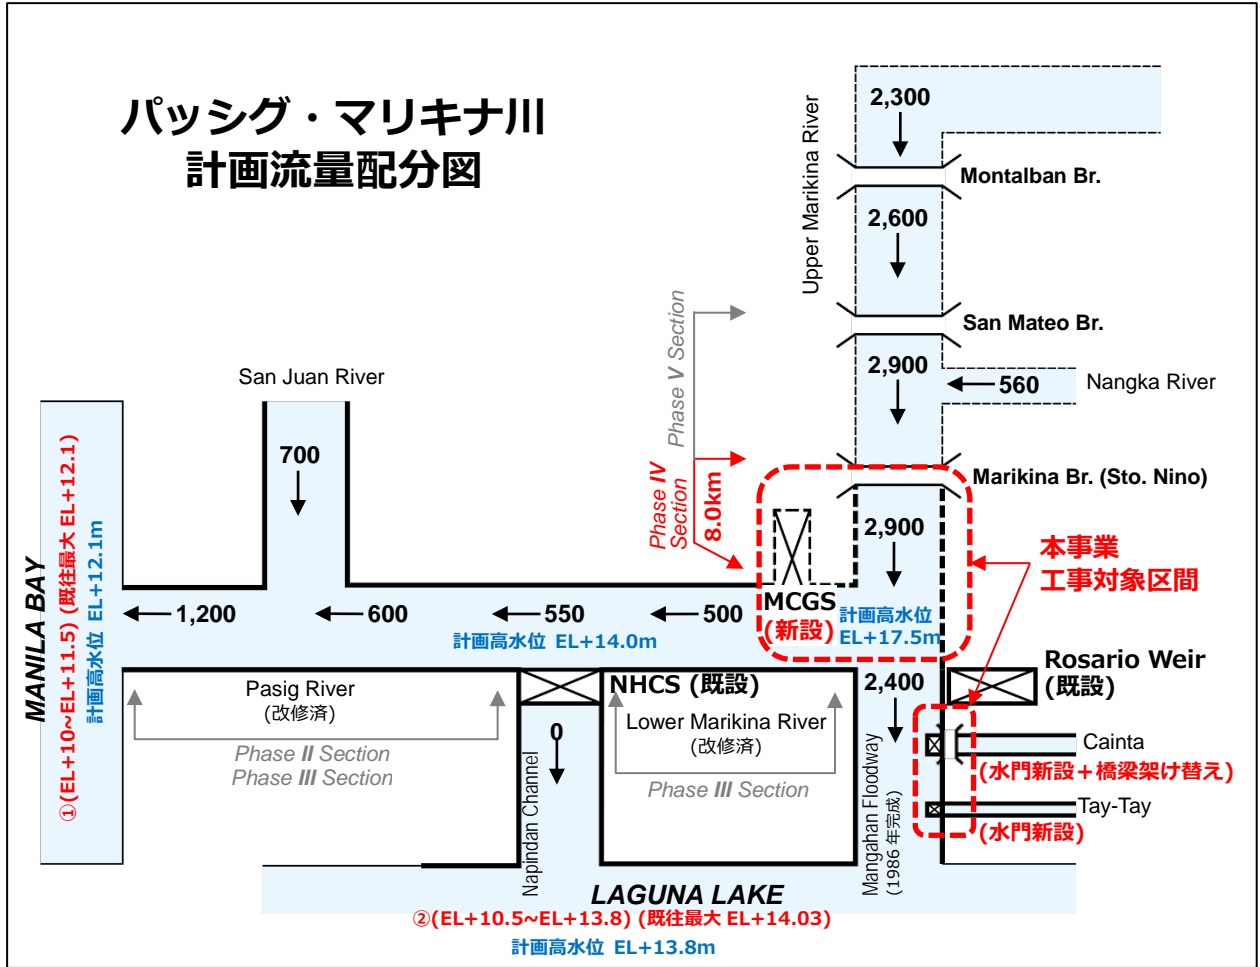 パッシグ・マリキナ川
計画流量配分図
2,300
Montalban Br.
Upper Marikina River
2,600
San Mateo Br.
Phase V Section
2,900
560
Nangka River
San Juan River
Marikina Br. (Sto. Nino)
700
Phase IV
Section
8.0km
2,900
本事業
工事対象区間
MANILA BAY
①(EL+10~EL+11.5) (既往最大 EL+12.1)
計画高水位 EL+12.1m
1,200
600
550
500
MCGS
(新設)
計画高水位
EL+17.5m
計画高水位 EL+14.0m
Rosario Weir
(既設)
Pasig River
(改修済)
NHCS (既設)
2,400
Lower Marikina River
(改修済)
0
Cainta
(水門新設+橋梁架け替え)
Phase II Section
Phase III Section
Phase III Section
Tay-Tay
(水門新設)
Napindan Channel
Mangahan Floodway
(1986 年完成)
LAGUNA LAKE
②(EL+10.5~EL+13.8) (既往最大 EL+14.03)
計画高水位 EL+13.8m